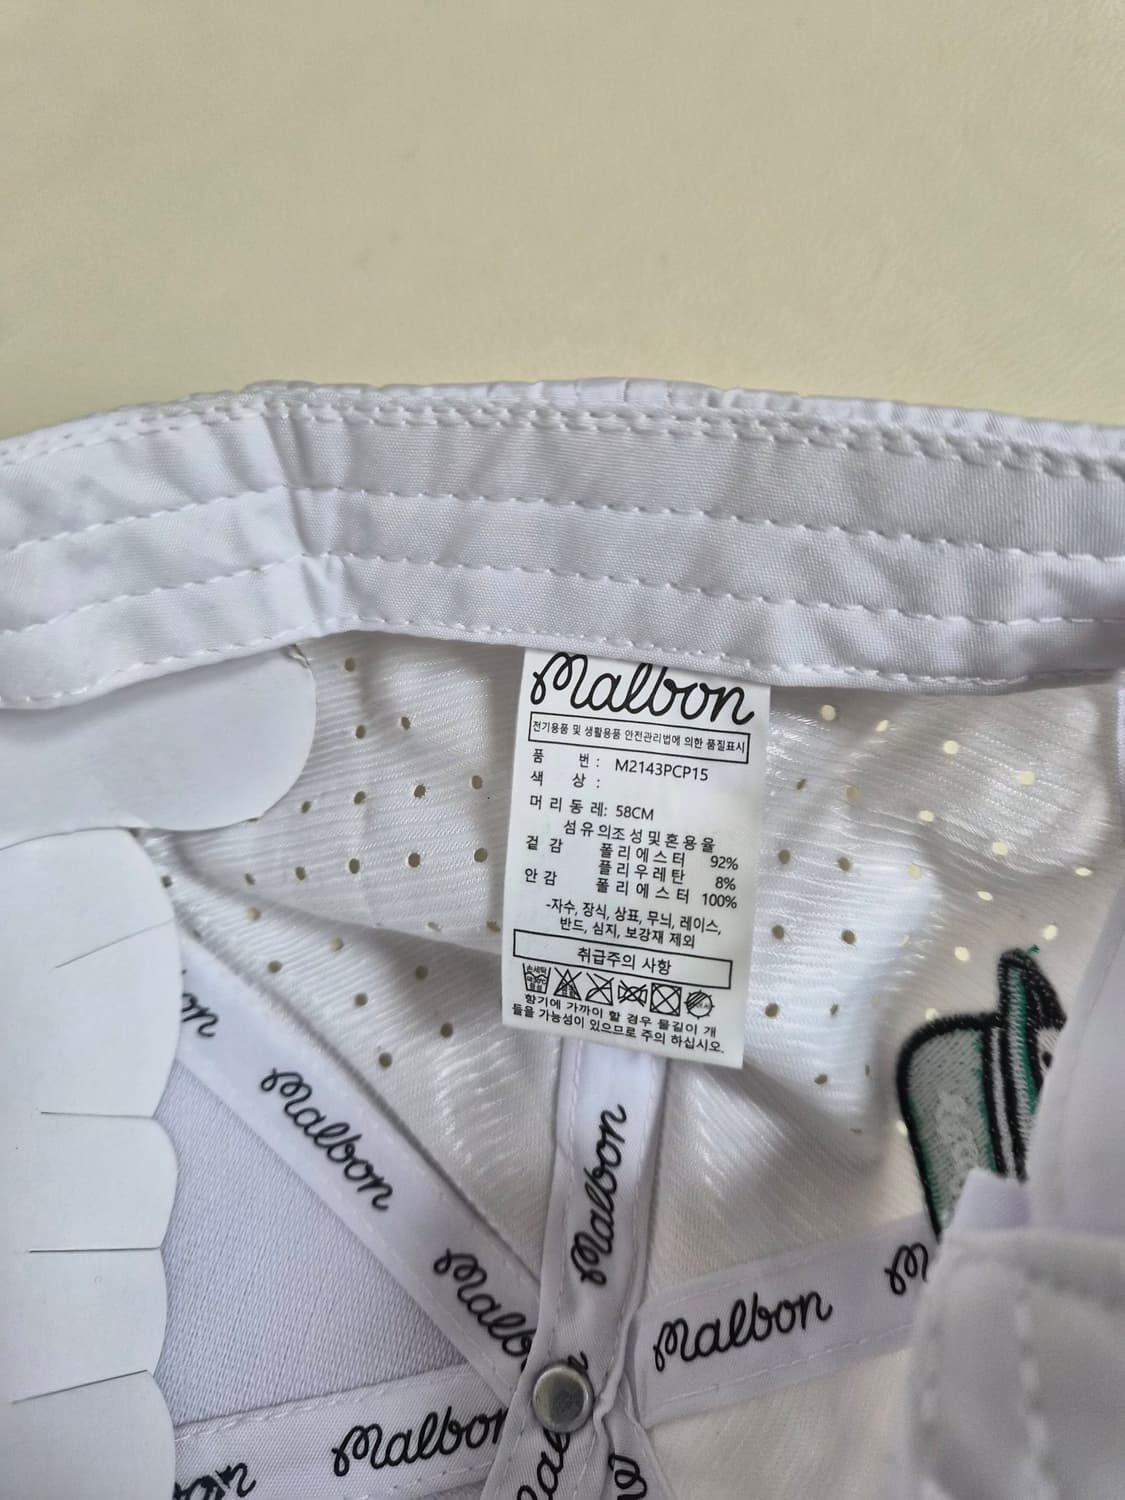 Malbon
전기용품 및 생활용품 안전관리법에 의한 품질표시
품 번 : M2143PCP15
색 상 :
머리둥레: 58CM
섬유의조성및혼용율
겉감 폴리에스터 92%
플리우레탄 8%
안감 폴리에스터 100%
-자수, 장식, 상표, 무늬, 레이스,
반드, 심지, 보강재 제외
취급주의 사항
항기에 가까이 할 경우 물길이 개
들을 가능성이 있으므로 주의 하십시오.
on
Malbon
Malbon
Malb
Malbon
Malbon